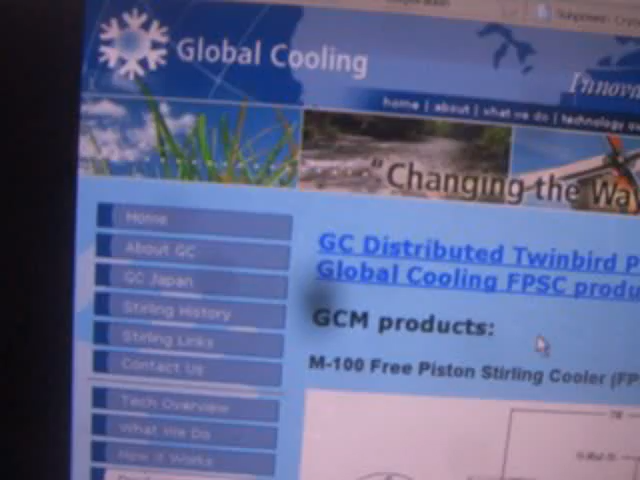 Global Cooling
Innova
home | about | what we do | technology
"Changing the Wa
Home
About GC
GC Japan
Stirling History
Stirling Links
Contact Us
Tech Overview
What We Do
How it Works
GC Distributed Twinbird P
Global Cooling FPSC produ
GCM products:
M-100 Free Piston Stirling Cooler (FP